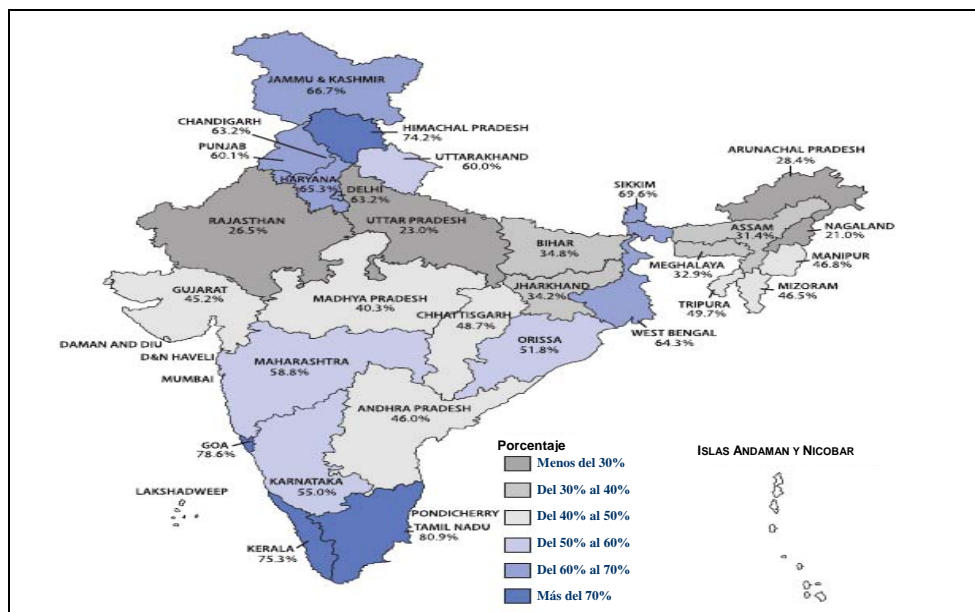 JAMMU & KASHMIR
66.7%
CHANDIGARH
63.2%
PUNJAB
60.1%
HIMACHAL PRADESH
74.2%
UTTARAKHAND
60.0%
HARYANA
65.3%
DELHI
63.2%
ARUNACHAL PRADESH
28.4%
SIKKIM
69.6%
RAJASTHAN
26.5%
UTTAR PRADESH
23.0%
BIHAR
34.8%
ASSAM
31.4%
NAGALAND
21.0%
MEGHALAYA
32.9%
MANIPUR
46.8%
MIZORAM
46.5%
TRIPURA
49.7%
GUJARAT
45.2%
MADHYA PRADESH
40.3%
JHARKHAND
34.2%
CHHATTISGARH
48.7%
WEST BENGAL
64.3%
ORISSA
51.8%
DAMAN AND DIU
D&N HAVELI
MUMBAI
MAHARASHTRA
58.8%
ANDHRA PRADESH
46.0%
GOA
78.6%
KARNATAKA
55.0%
LAKSHADWEEP
PONDICHERRY
TAMIL NADU
80.9%
KERALA
75.3%
Porcentaje
Menos del 30%
Del 30% al 40%
Del 40% al 50%
Del 50% al 60%
Del 60% al 70%
Más del 70%
ISLAS ANDAMAN Y NICOBAR